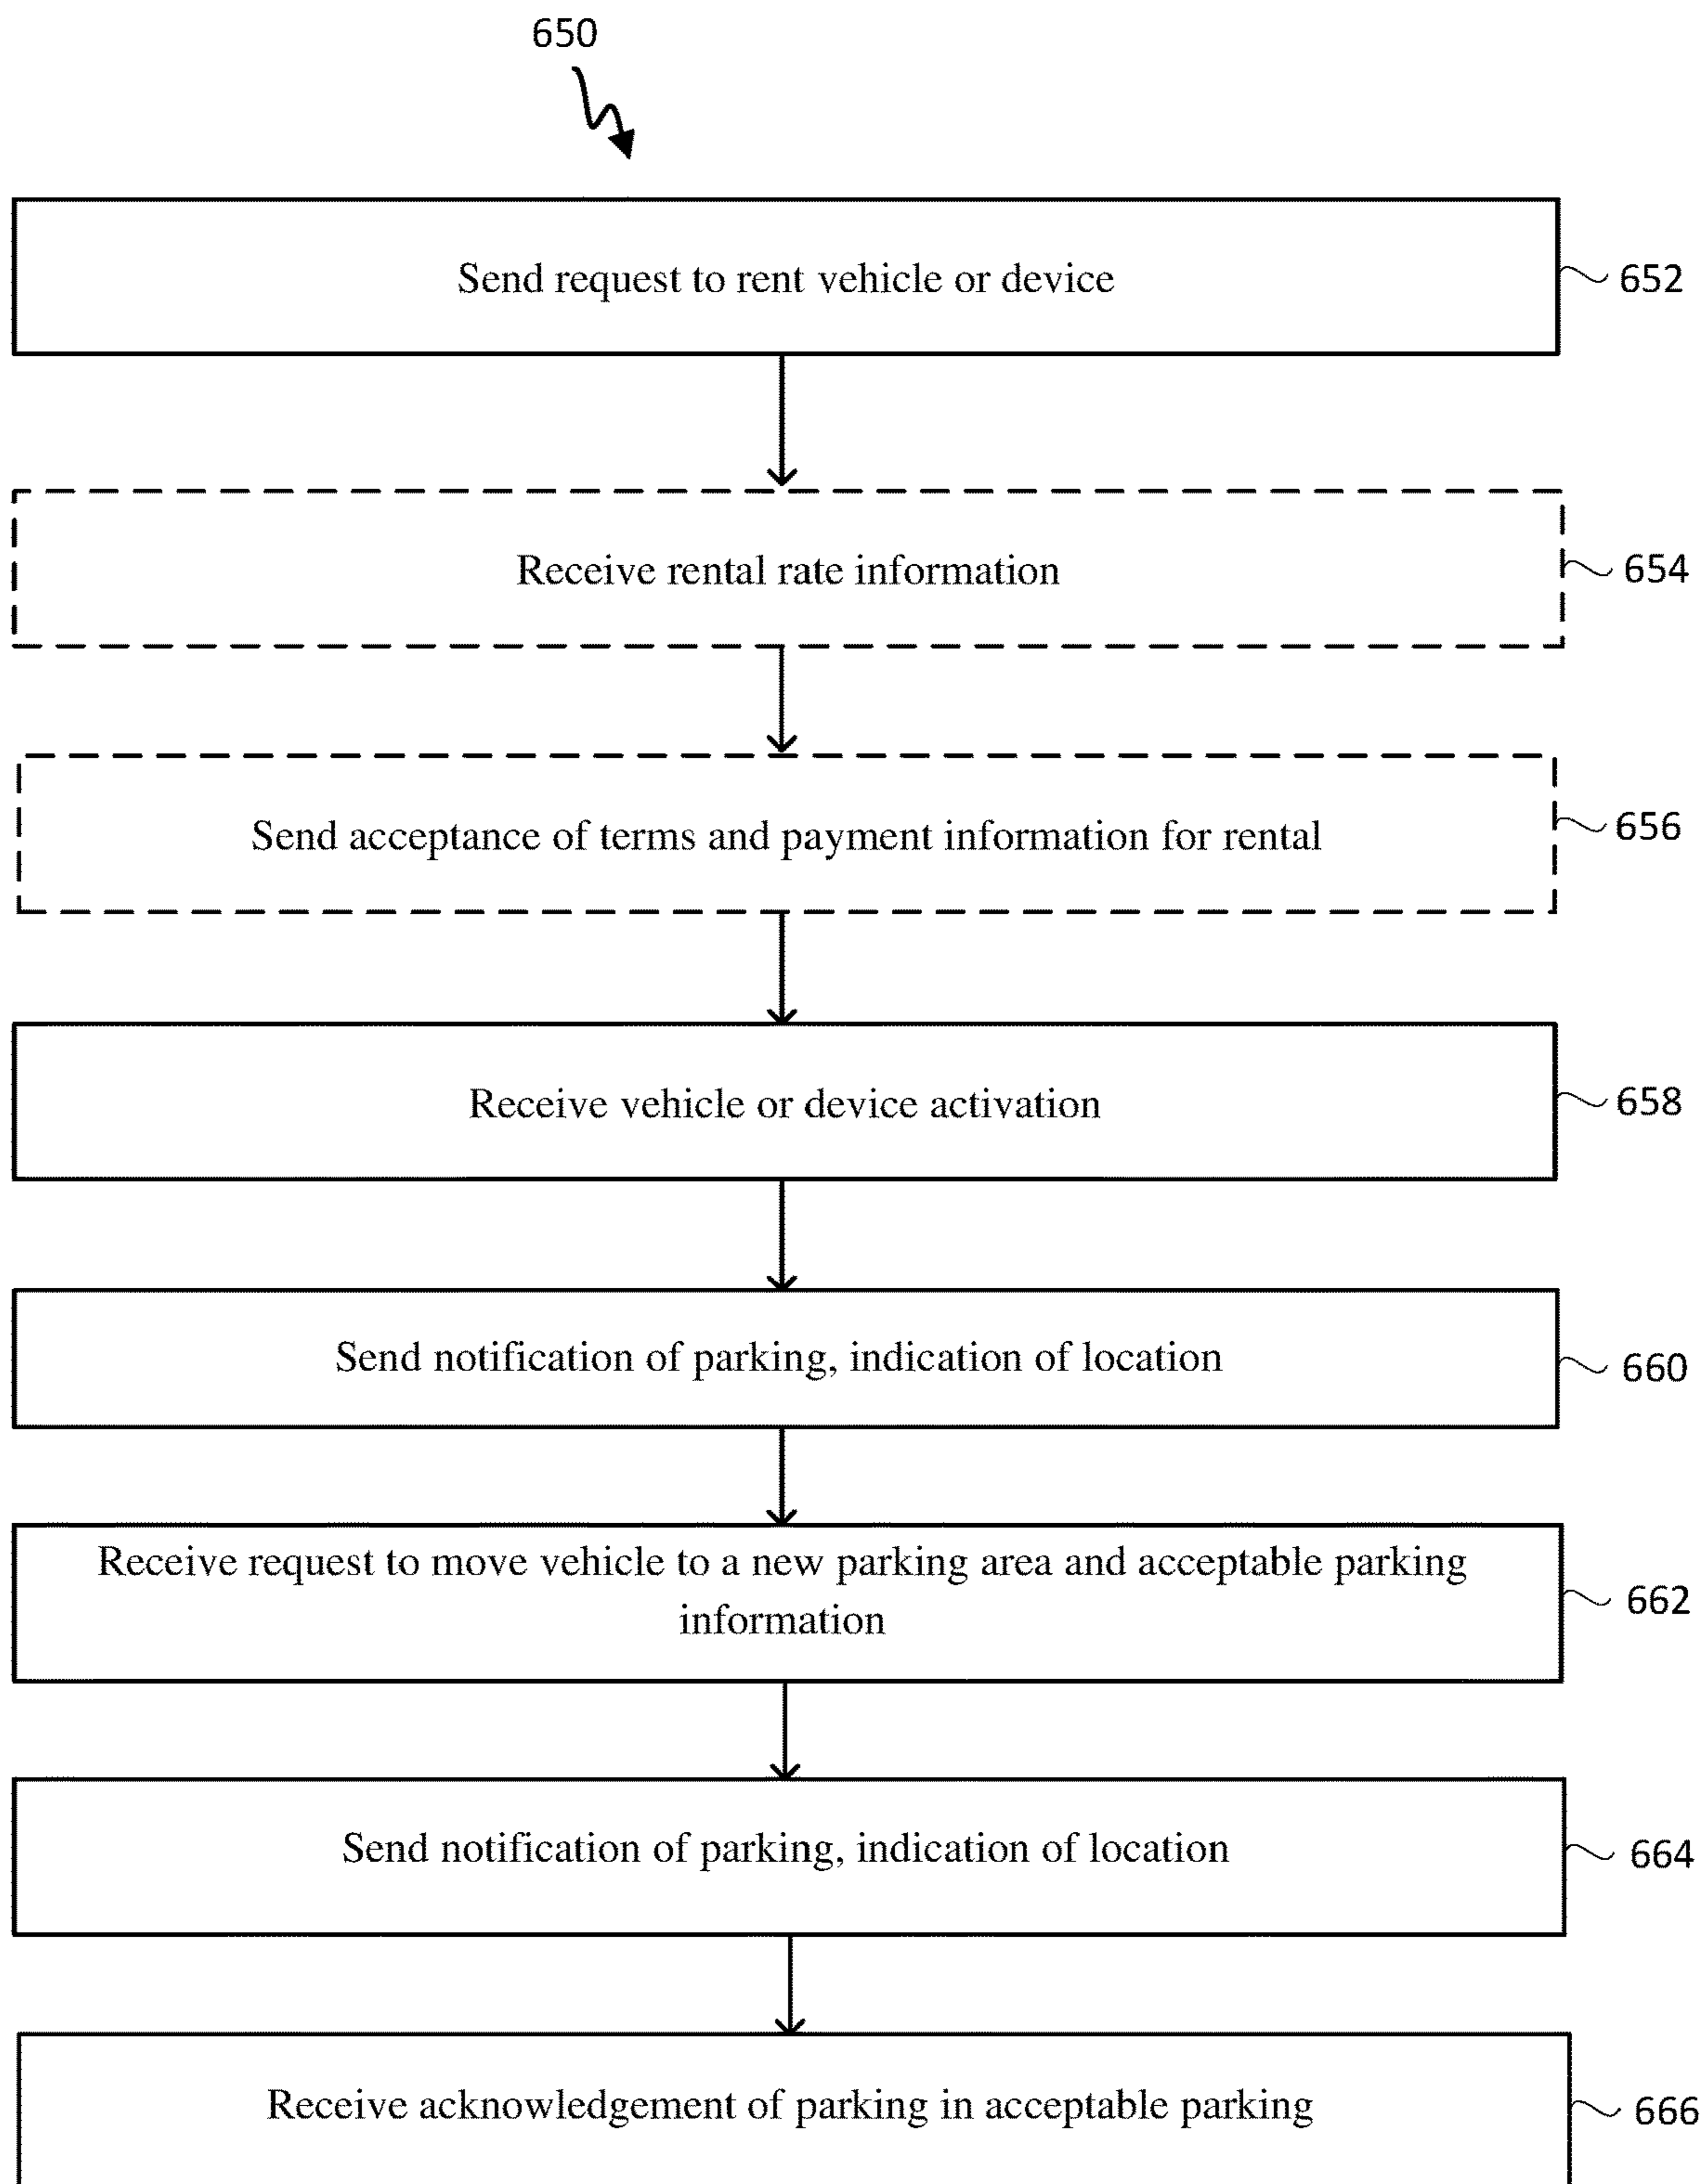 650
Send request to rent vehicle or device
652
Receive rental rate information
654
Send acceptance of terms and payment information for rental
656
Receive vehicle or device activation
658
Send notification of parking, indication of location
660
Receive request to move vehicle to a new parking area and acceptable parking
information
662
Send notification of parking, indication of location
664
Receive acknowledgement of parking in acceptable parking
666